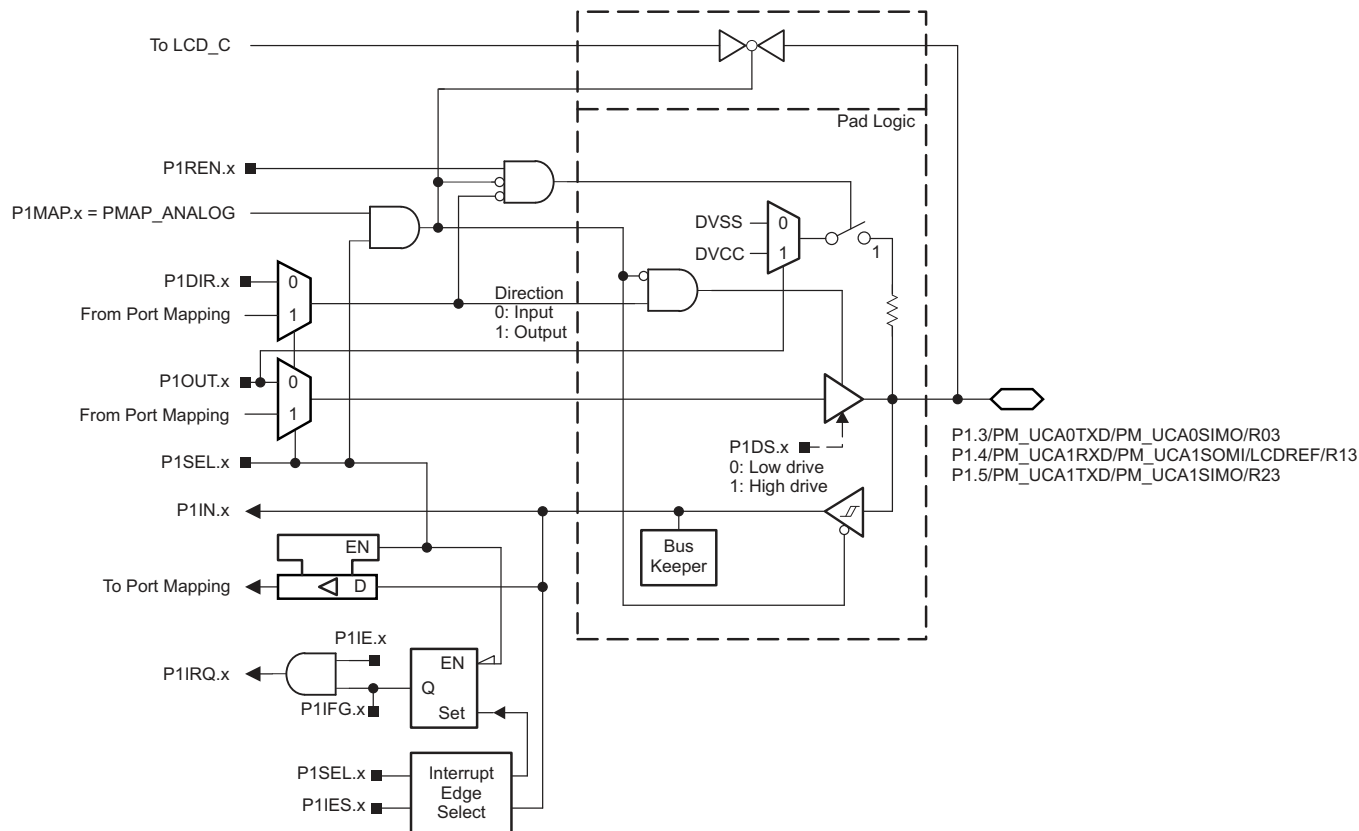 To LCD_C
Pad Logic
P1REN.x
P1MAP.x = PMAP_ANALOG
DVSS
0
DVCC
1
1
P1DIR.x
0
From Port Mapping
1
Direction
0: Input
1: Output
P1OUT.x
0
From Port Mapping
1
P1SEL.x
P1DS.x
0: Low drive
1: High drive
P1.3/PM_UCA0TXD/PM_UCA0SIMO/R03
P1.4/PM_UCA1RXD/PM_UCA1SOMI/LCDREF/R13
P1.5/PM_UCA1TXD/PM_UCA1SIMO/R23
P1IN.x
Bus
Keeper
EN
To Port Mapping
D
P1IE.x
P1IRQ.x
EN
Q
P1IFG.x
Set
P1SEL.x
P1IES.x
Interrupt
Edge
Select